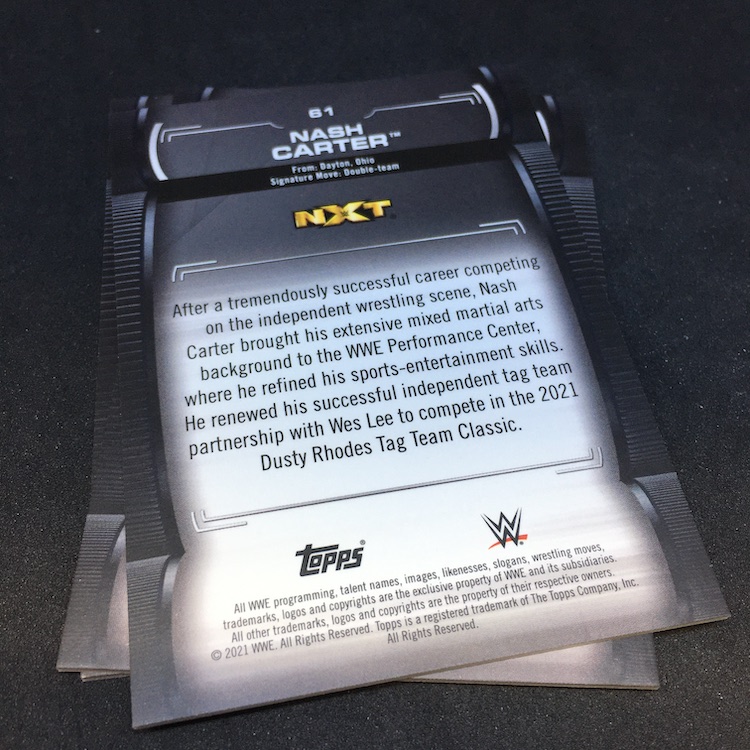 61
NASH
CARTER™
From: Dayton, Ohio
Signature Move: Double-team
NXT
After a tremendously successful career competing
on the independent wrestling scene, Nash
Carter brought his extensive mixed martial arts
background to the WWE Performance Center,
where he refined his sports-entertainment skills.
He renewed his successful independent tag team
partnership with Wes Lee to compete in the 2021
Dusty Rhodes Tag Team Classic.
topps®
W
All WWE programming, talent names, images, likenesses, slogans, wrestling moves,
trademarks, logos and copyrights are the exclusive property of WWE and its subsidiaries.
All other trademarks, logos and copyrights are the property of their respective owners.
© 2021 WWE. All Rights Reserved. Topps is a registered trademark of The Topps Company, Inc.
All Rights Reserved.